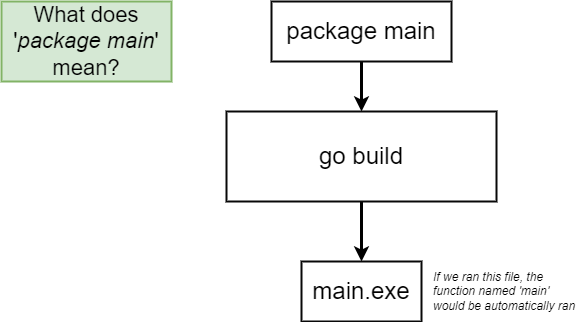 What does
'package main'
mean?
package main
go build
main.exe
If we ran this file, the
function named 'main'
would be automatically ran